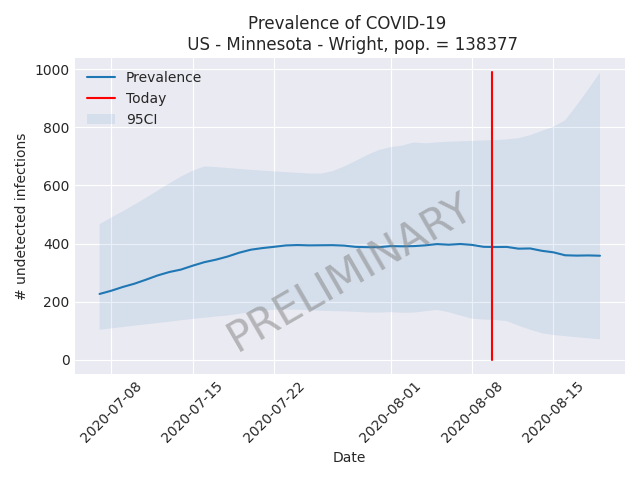 Prevalence of COVID-19
US - Minnesota - Wright, pop. = 138377
1000
800
600
400
200
0
# undetected infections
Prevalence
Today
95CI
PRELIMINARY
2020-07-08
2020-07-15
2020-07-22
2020-08-01
2020-08-08
2020-08-15
Date